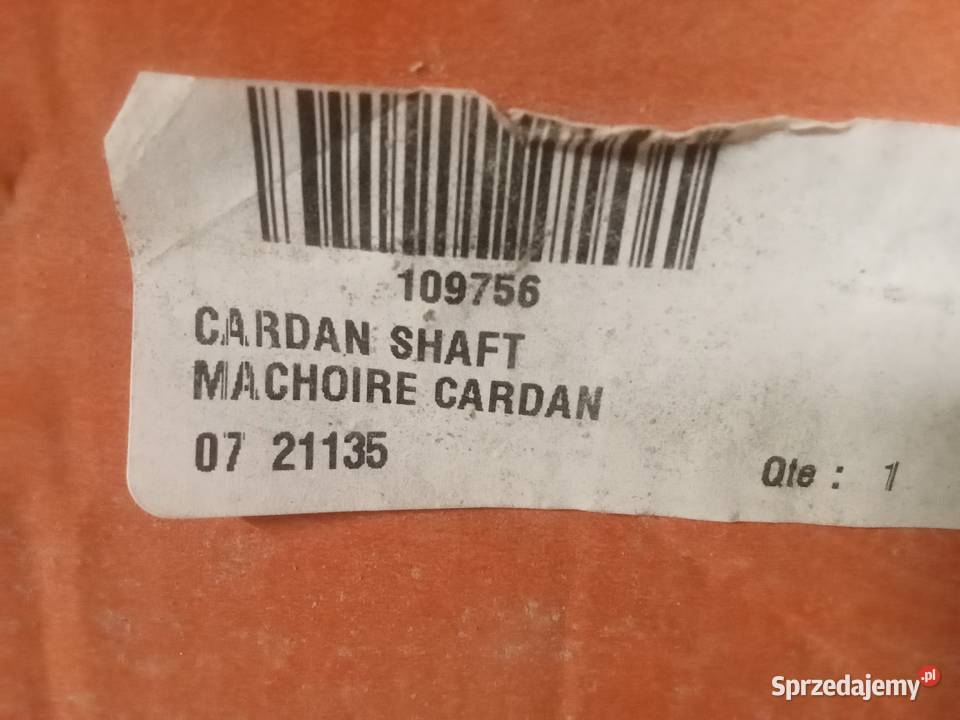 109756
CARDAN SHAFT
MACHOIRE CARDAN
07 21135
Qte : 1
Sprzedajemy.pl